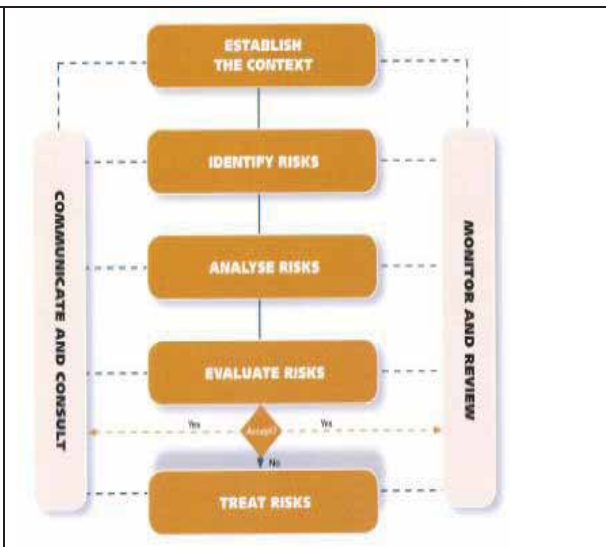 ESTABLISH
THE CONTEXT
IDENTIFY RISKS
COMMUNICATE AND CONSULT
MONITOR AND REVIEW
ANALYSE RISKS
EVALUATE RISKS
Yes
Accept?
Yes
No
TREAT RISKS